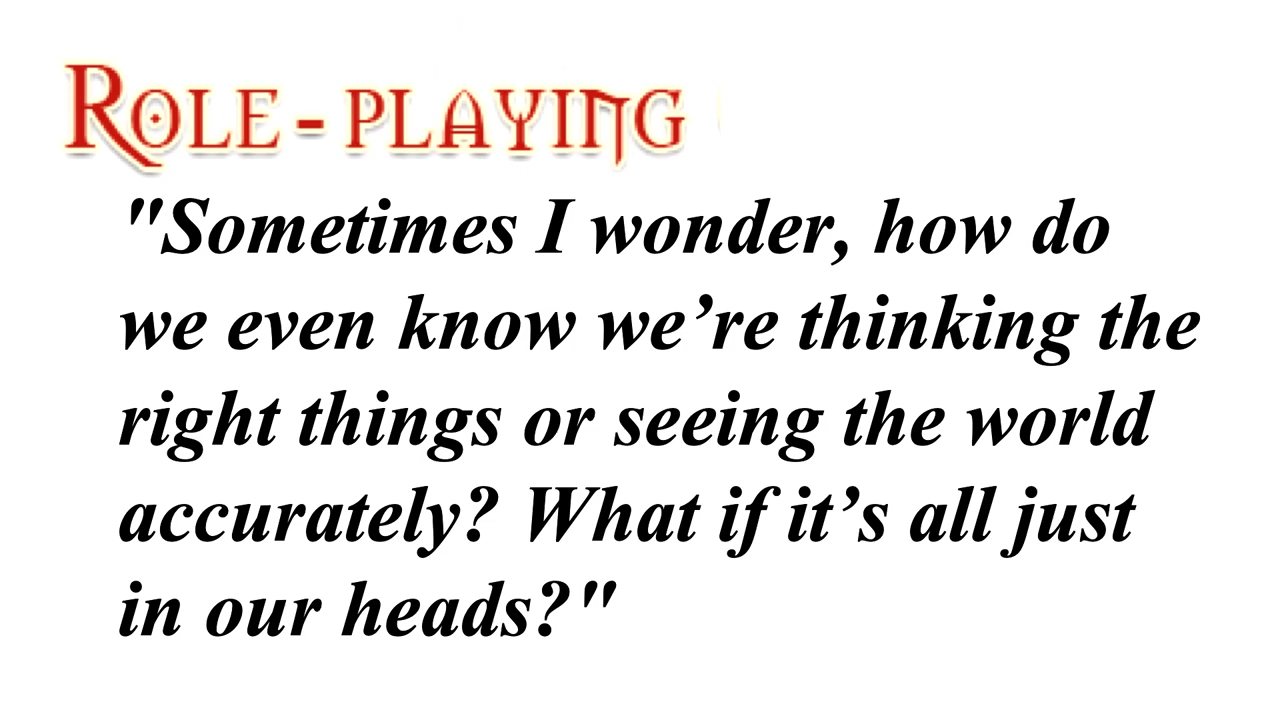 Role - playing
"Sometimes I wonder, how do
we even know we’re thinking the
right things or seeing the world
accurately? What if it’s all just
in our heads?"